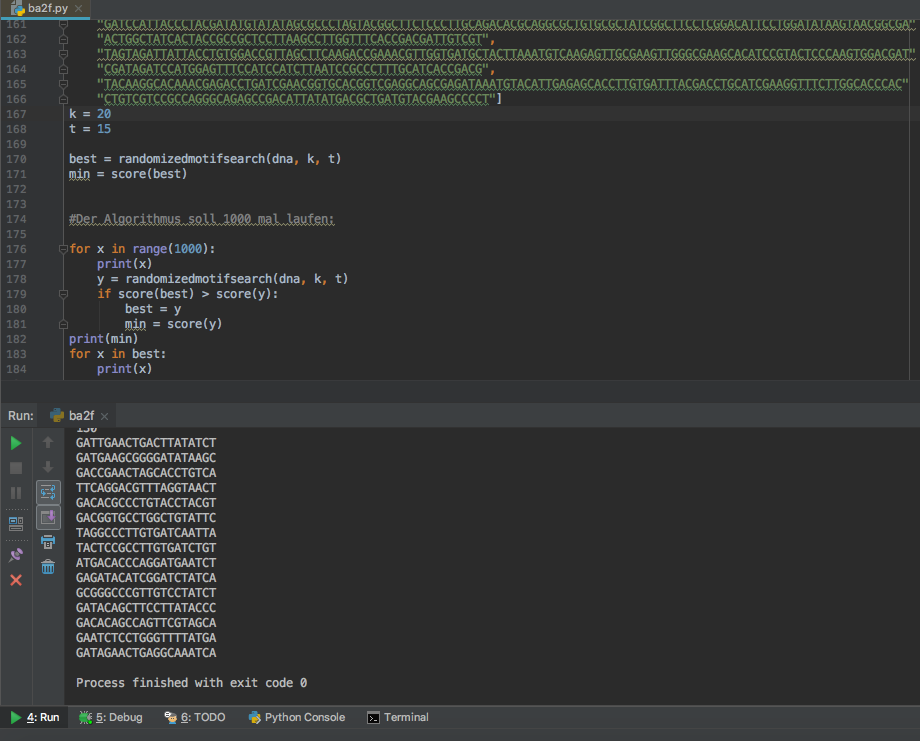 ba2f.py
161 "GATCCATTACCCTACGATATGTATATAGCGCCCTAGTACGGCTTCTCCCTTGCAGACACGCAGGCGCTGTGCGCTATCGGCTTCCTCGGACATTCCTGGATATAAGTAACGGCGA"
162 "ACTGGCTATCACTACCGCCGCTCCTTAAGCCTTGGTTTCACCGACGATTGTCGT",
163 "TAGTAGATTATTACCTGTGGACCGTTAGCTTCAAGACCGAAACGTTGGTGATGCTACTTAAATGTCAAGAGTTGCGAAGTTGGGCGAAGCACATCCGTACTCCCAAGTGGACGAT"
164 "CGATAGATCCATGGAGTTTCCATCCATCTTAATCCGCCCTTTGCATCACCGACG",
165 "TACAAGGCACAAACGAGACCTGATCGAACGGTGCACGGTCGAGGCAGCGAGATAAATGTACATTGAGAGCACCTTGTGATTTACGACCTGCATCGAAGGTTTCTTGGCACCCAC"
166 "CTGTCGTCCGCCAGGGCAGAGCCGACATTATATGACGCTGATGTACGAAGCCCCT"]
167 k = 20
168 t = 15
169
170 best = randomizedmotifsearch(dna, k, t)
171 min = score(best)
172
173
174 #Der Algorithmus soll 1000 mal laufen:
175
176 for x in range(1000):
177 print(x)
178 y = randomizedmotifsearch(dna, k, t)
179 if score(best) > score(y):
180 best = y
181 min = score(y)
182 print(min)
183 for x in best:
184 print(x)
Run: ba2f
130
GATTGAACTGACTTATATCT
GATGAAGCGGGGATATAAGC
GACCGAACTAGCACCTGTCA
TTCAGGACGTTTAGGTAACT
GACACGCCCTGTACCTACGT
GACGGTGCCTGGCTGTATTC
TAGGCCCTTGTGATCAATTA
TACTCCGCCTTGTGATCTGT
ATGACACCCAGGATGAATCT
GAGATACATCGGATCTATCA
GCGGGCCCGTTGTCCTATCT
GATACAGCTTCCTTATACCC
GACACAGCCAGTTCGTAGCA
GAATCTCCTGGGTTTTATGA
GATAGAACTGAGGCAAATCA
Process finished with exit code 0
4: Run 5: Debug 6: TODO Python Console Terminal